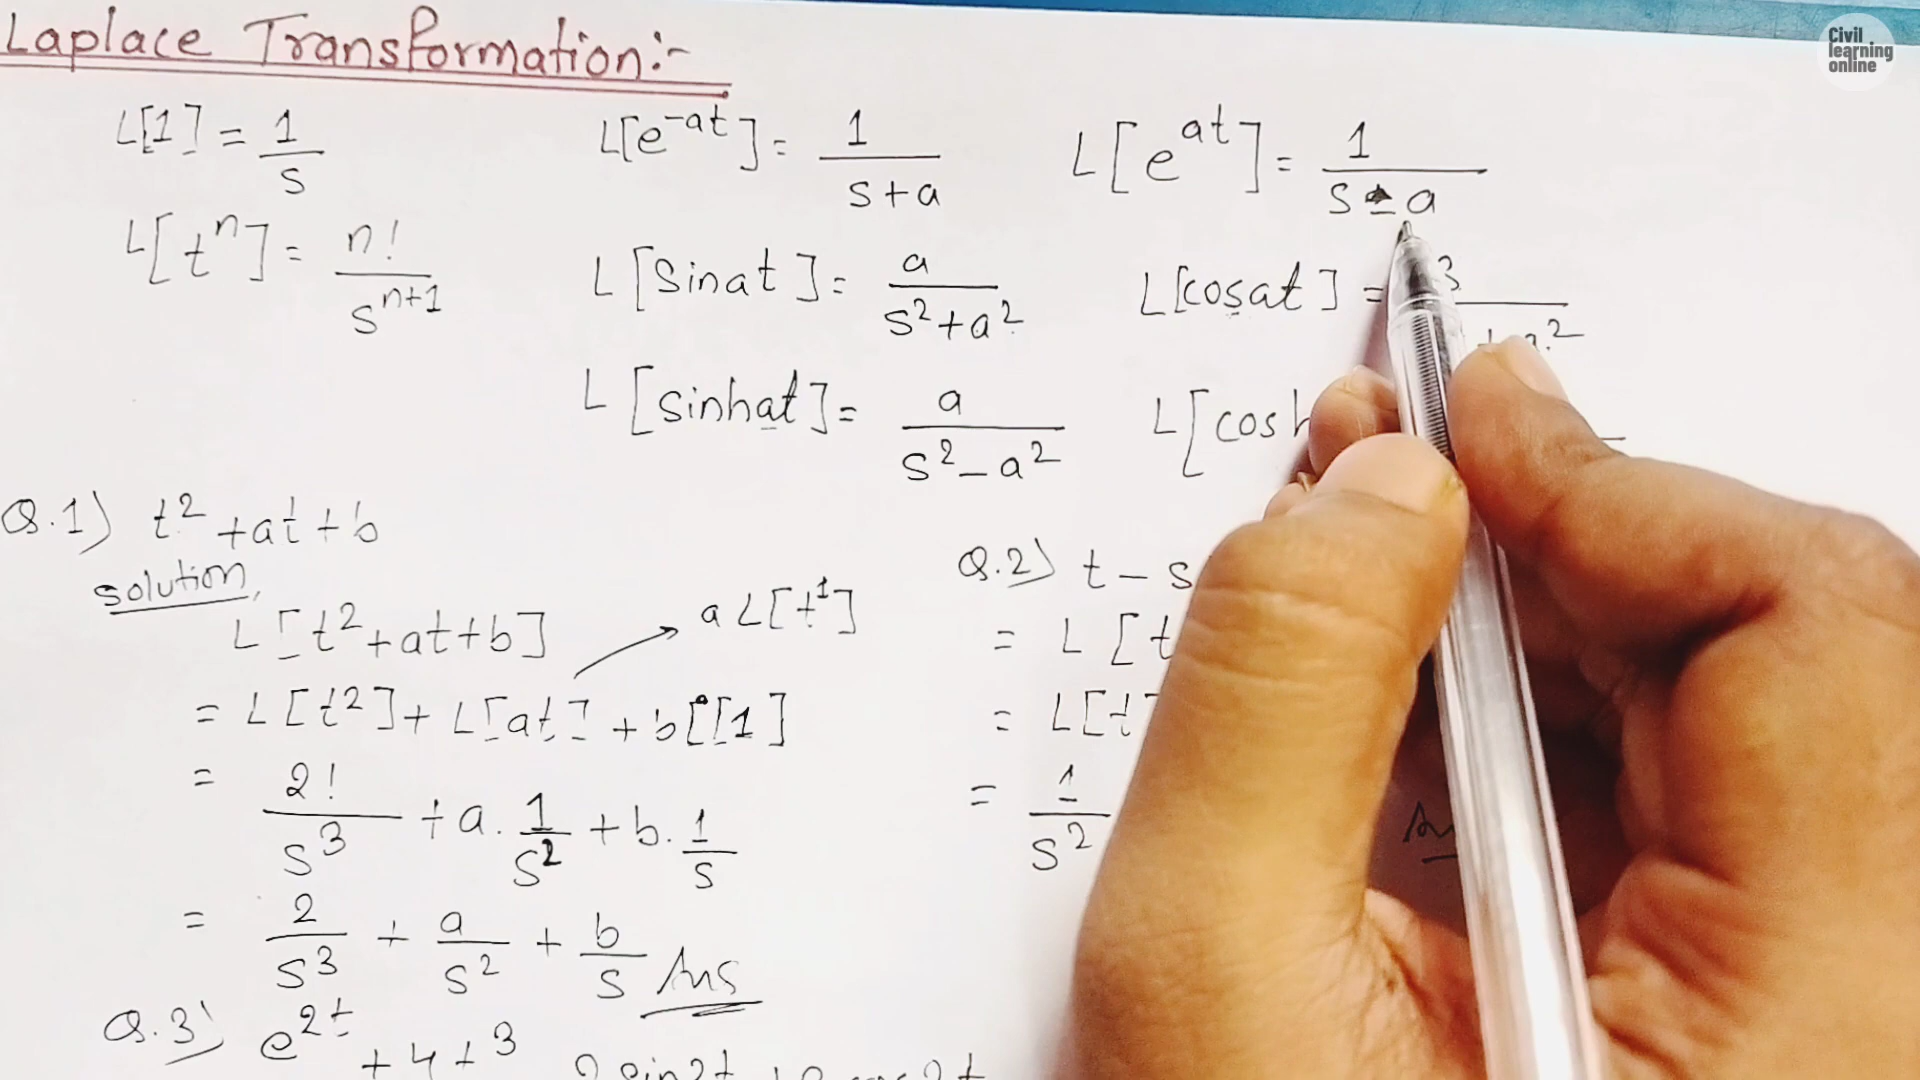 Laplace Transformation:-
Civil
learning
online
L[1] = 1/s
L[e^-at] = 1/(s+a)
L[e^at] = 1/(s-a)
L[t^n] = n!/s^(n+1)
L[Sinat] = a/(s²+a²)
L[cosat] =
L[sinhat] = a/(s²-a²)
L[cosh
Q.1) t²+at+b
solution,
L[t²+at+b]
aL[t¹]
= L[t²]+L[at]+b[[1]
= 2!/s³ + a.1/s² + b.1/s
= 2/s³ + a/s² + b/s Ans
Q.2) t-s
= L[t
= L[t]
= 1/s²
Q.3) e^2t +4t³